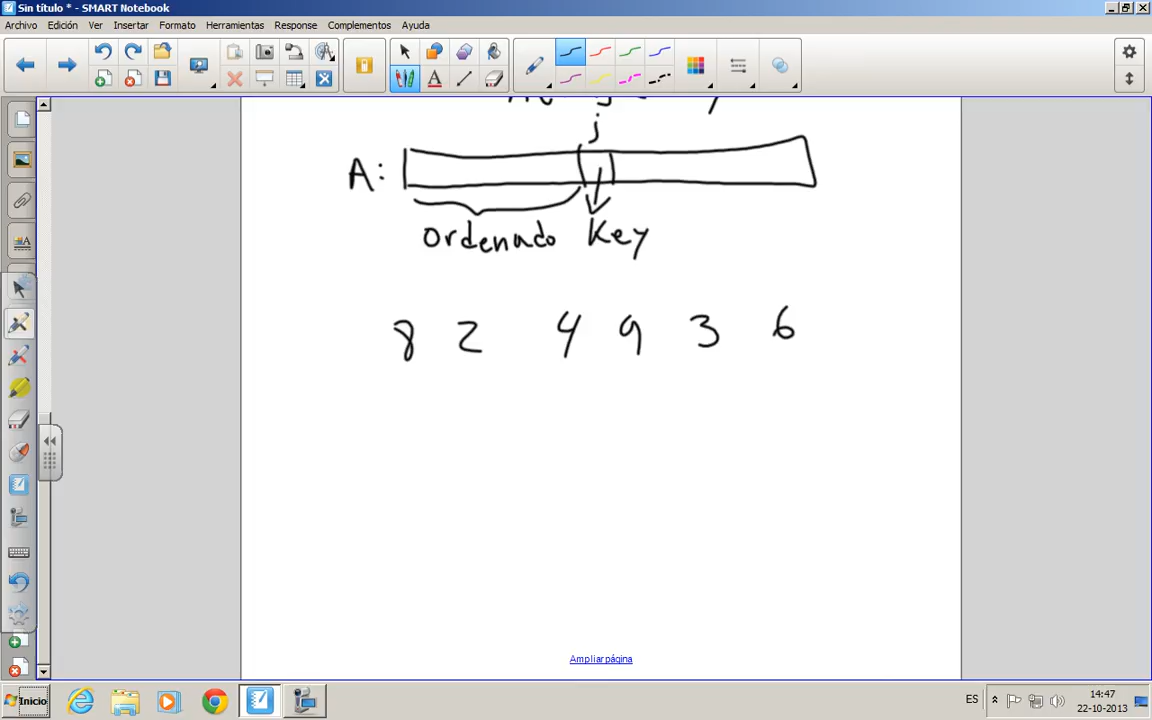 Sin título * - SMART Notebook
Archivo Edición Ver Insertar Formato Herramientas Response Complementos Ayuda
j
A:
Ordenado Key
8 2 4 9 3 6
Ampliar página
Inicio
ES
14:47
22-10-2013